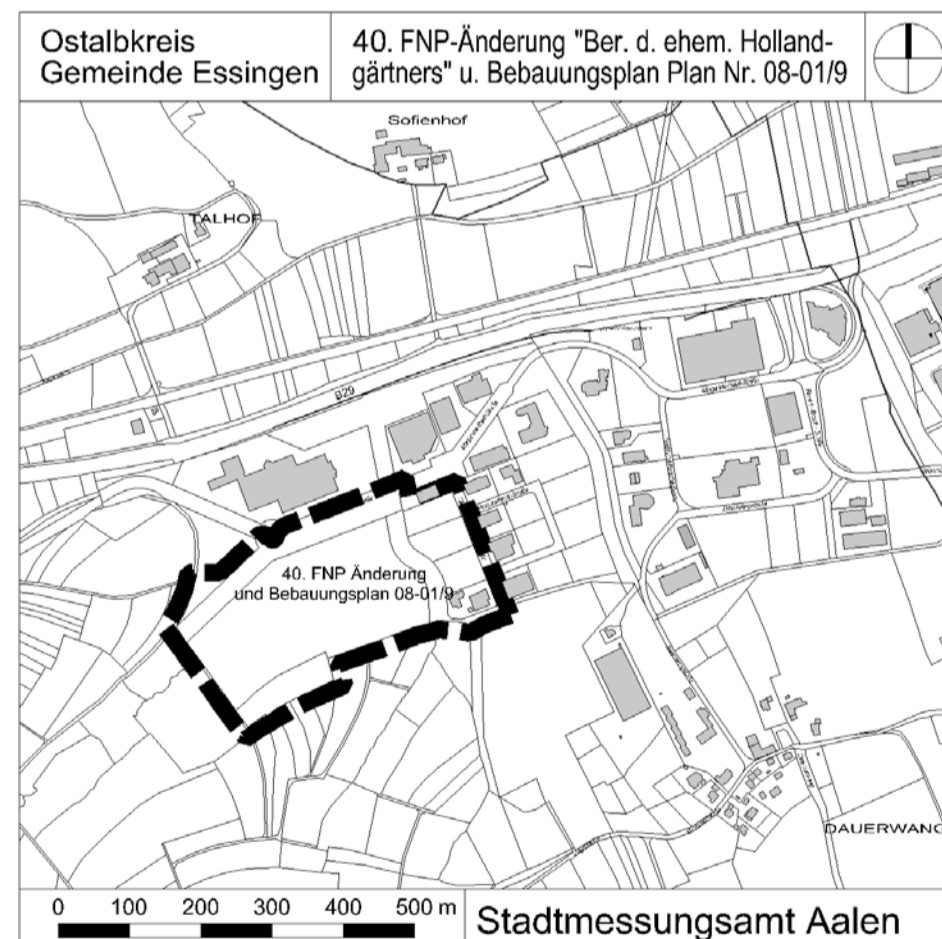 Ostalbkreis
Gemeinde Essingen
40. FNP-Änderung "Ber. d. ehem. Holland-
gärtners" u. Bebauungsplan Plan Nr. 08-01/9
Sofienhof
TALHOF
B29
40. FNP Änderung
und Bebauungsplan 08-01/9
DAUERWANG
0 100 200 300 400 500 m
Stadtmessungsamt Aalen